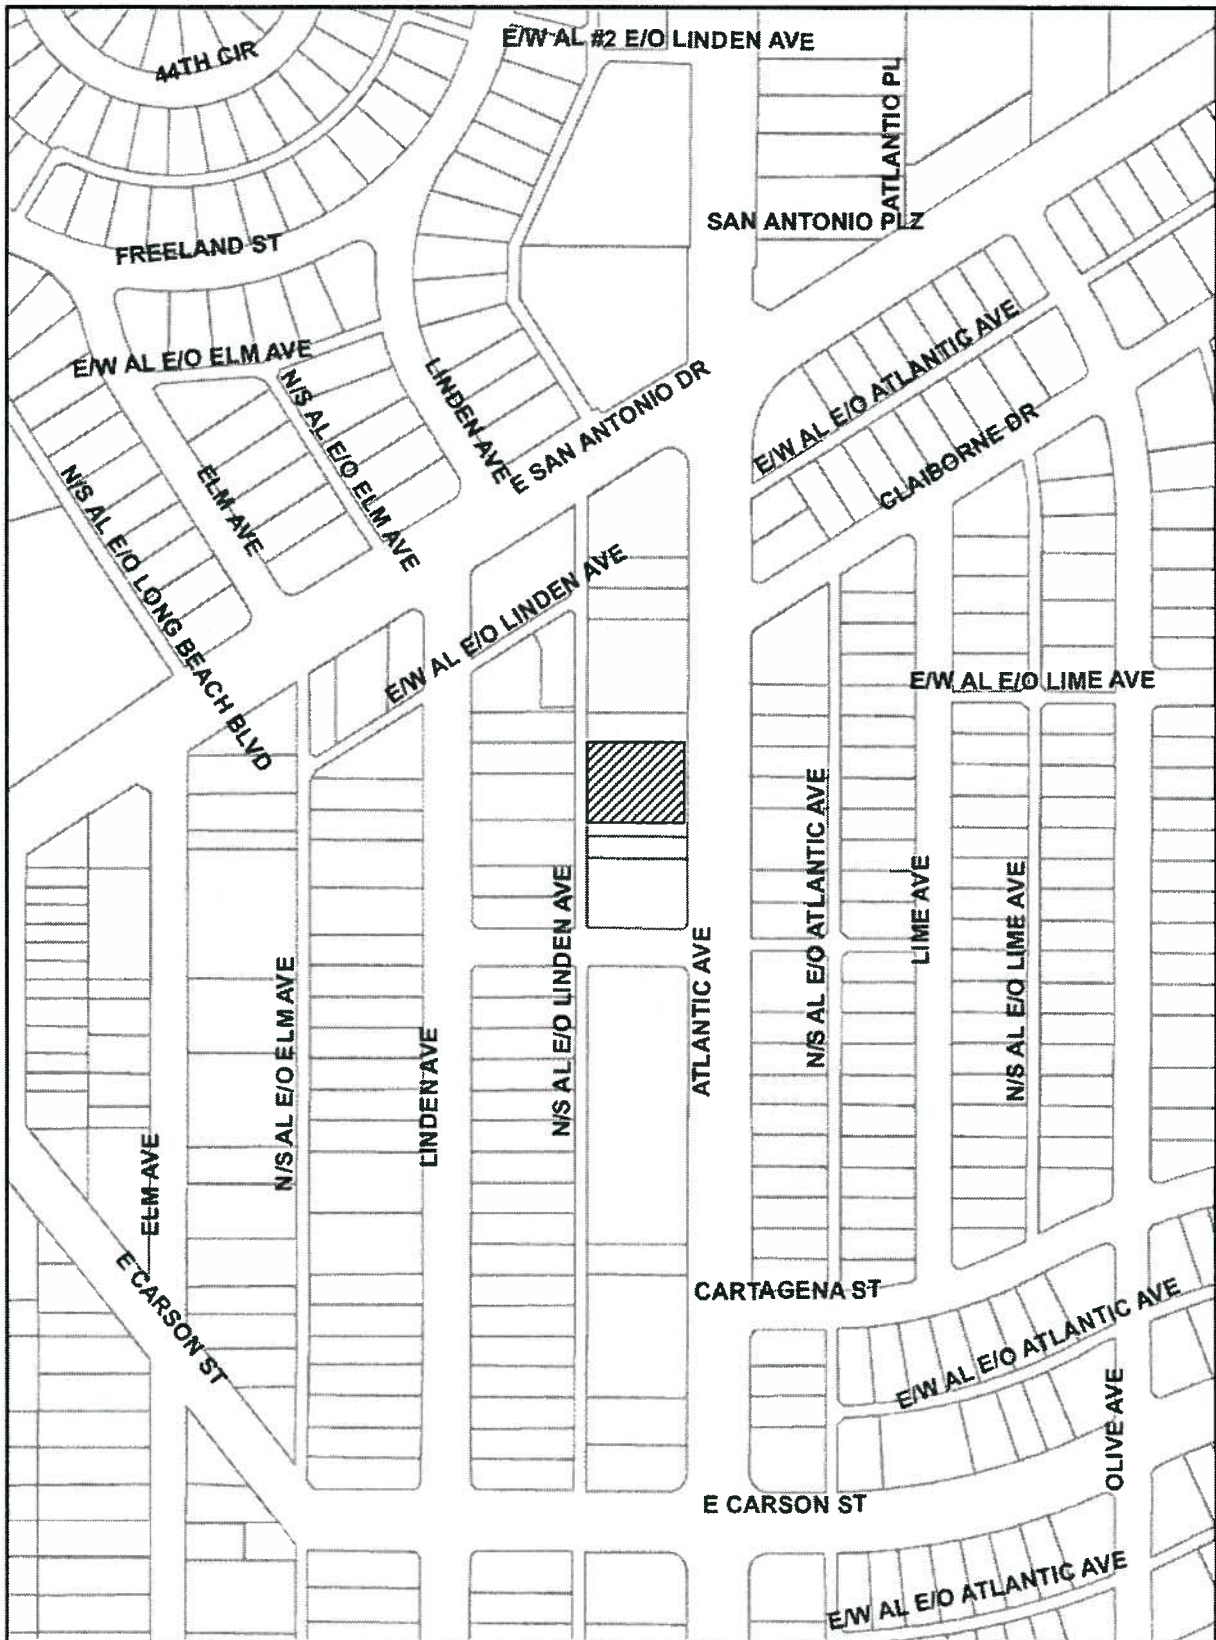 E/W AL #2 E/O LINDEN AVE
44TH CIR
ATLANTIC PL
SAN ANTONIO PLZ
FREELAND ST
E/W AL E/O ELM AVE
N/S AL E/O ELM AVE
LINDEN AVE
E SAN ANTONIO DR
E/W AL E/O ATLANTIC AVE
CLAIBORNE DR
N/S AL E/O LONG BEACH BLVD
ELM AVE
E/W AL E/O LINDEN AVE
E/W AL E/O LIME AVE
N/S AL E/O ATLANTIC AVE
LIME AVE
N/S AL E/O LIME AVE
N/S AL E/O LINDEN AVE
ATLANTIC AVE
N/S AL E/O ELM AVE
LINDEN AVE
ELM AVE
E CARSON ST
CARTAGENA ST
E/W AL E/O ATLANTIC AVE
OLIVE AVE
E CARSON ST
E/W AL E/O ATLANTIC AVE